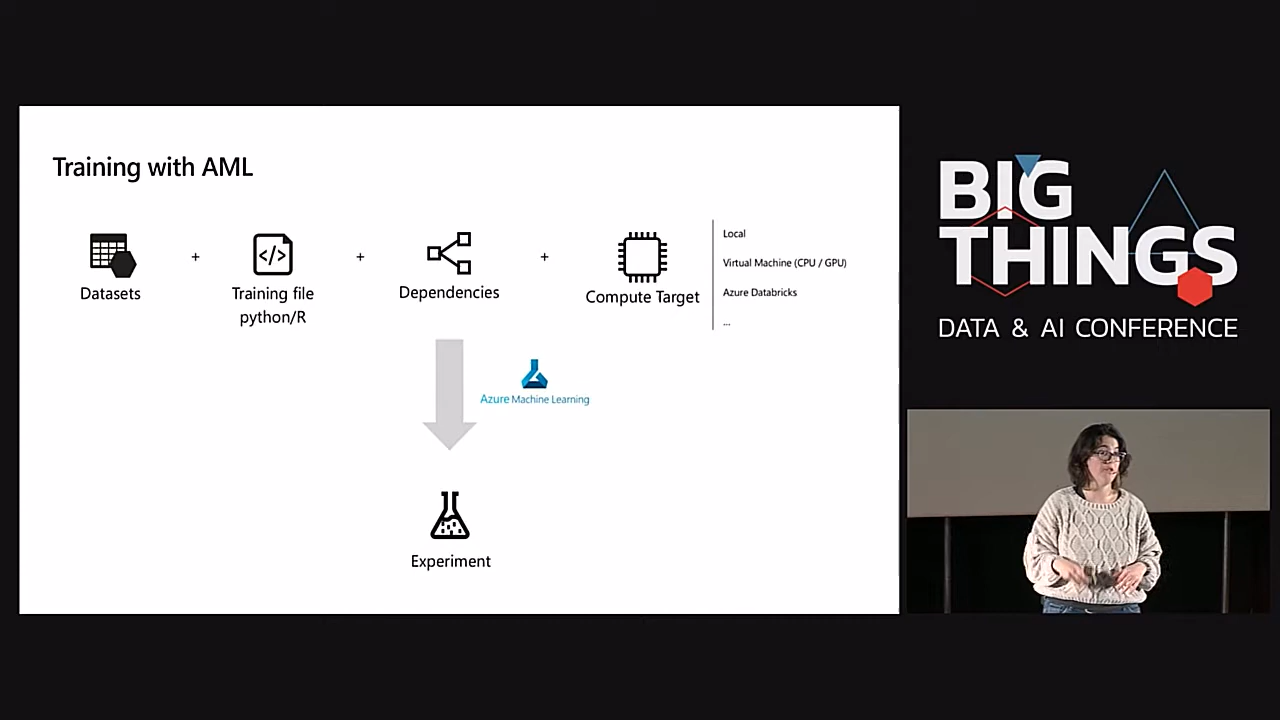 Training with AML
Datasets
+
Training file
python/R
+
Dependencies
+
Compute Target
Local
Virtual Machine (CPU / GPU)
Azure Databricks
...
</>
Azure Machine Learning
Experiment
BIG
THINGS
DATA & AI CONFERENCE